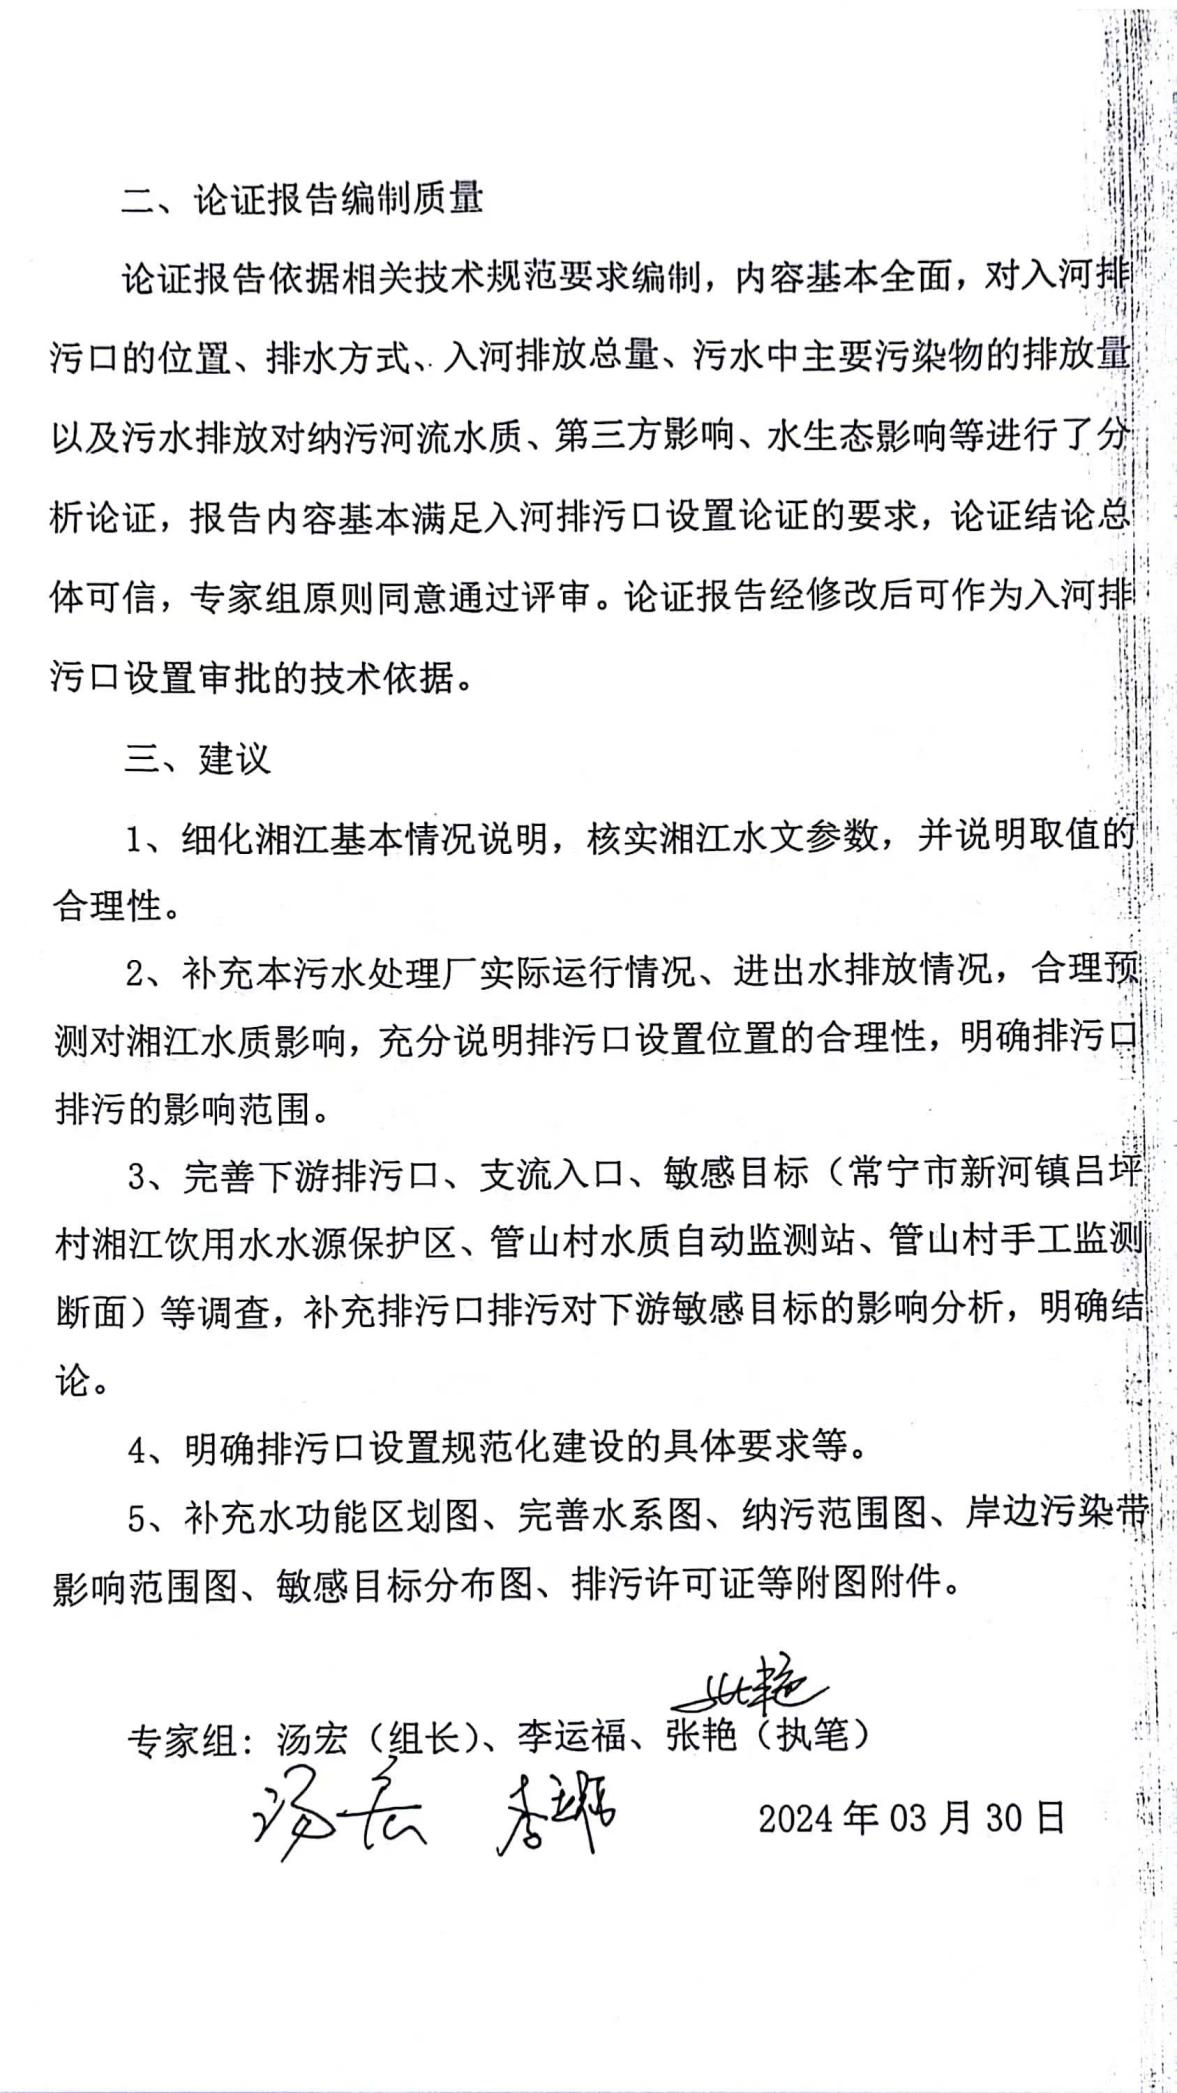 二、论证报告编制质量
论证报告依据相关技术规范要求编制，内容基本全面，对入河排
污口的位置、排水方式、入河排放总量、污水中主要污染物的排放量
以及污水排放对纳污河流水质、第三方影响、水生态影响等进行了分
析论证，报告内容基本满足入河排污口设置论证的要求，论证结论总
体可信，专家组原则同意通过评审。论证报告经修改后可作为入河排
污口设置审批的技术依据。
三、建议
1、细化湘江基本情况说明，核实湘江水文参数，并说明取值的
合理性。
2、补充本污水处理厂实际运行情况、进出水排放情况，合理预
测对湘江水质影响，充分说明排污口设置位置的合理性，明确排污口
排污的影响范围。
3、完善下游排污口、支流入口、敏感目标（常宁市新河镇吕坪
村湘江饮用水水源保护区、管山村水质自动监测站、管山村手工监测
断面）等调查，补充排污口排污对下游敏感目标的影响分析，明确结
论。
4、明确排污口设置规范化建设的具体要求等。
5、补充水功能区划图、完善水系图、纳污范围图、岸边污染带
影响范围图、敏感目标分布图、排污许可证等附图附件。
张艳
专家组：汤宏（组长）、李运福、张艳（执笔）
汤宏 李运福
2024年03月30日